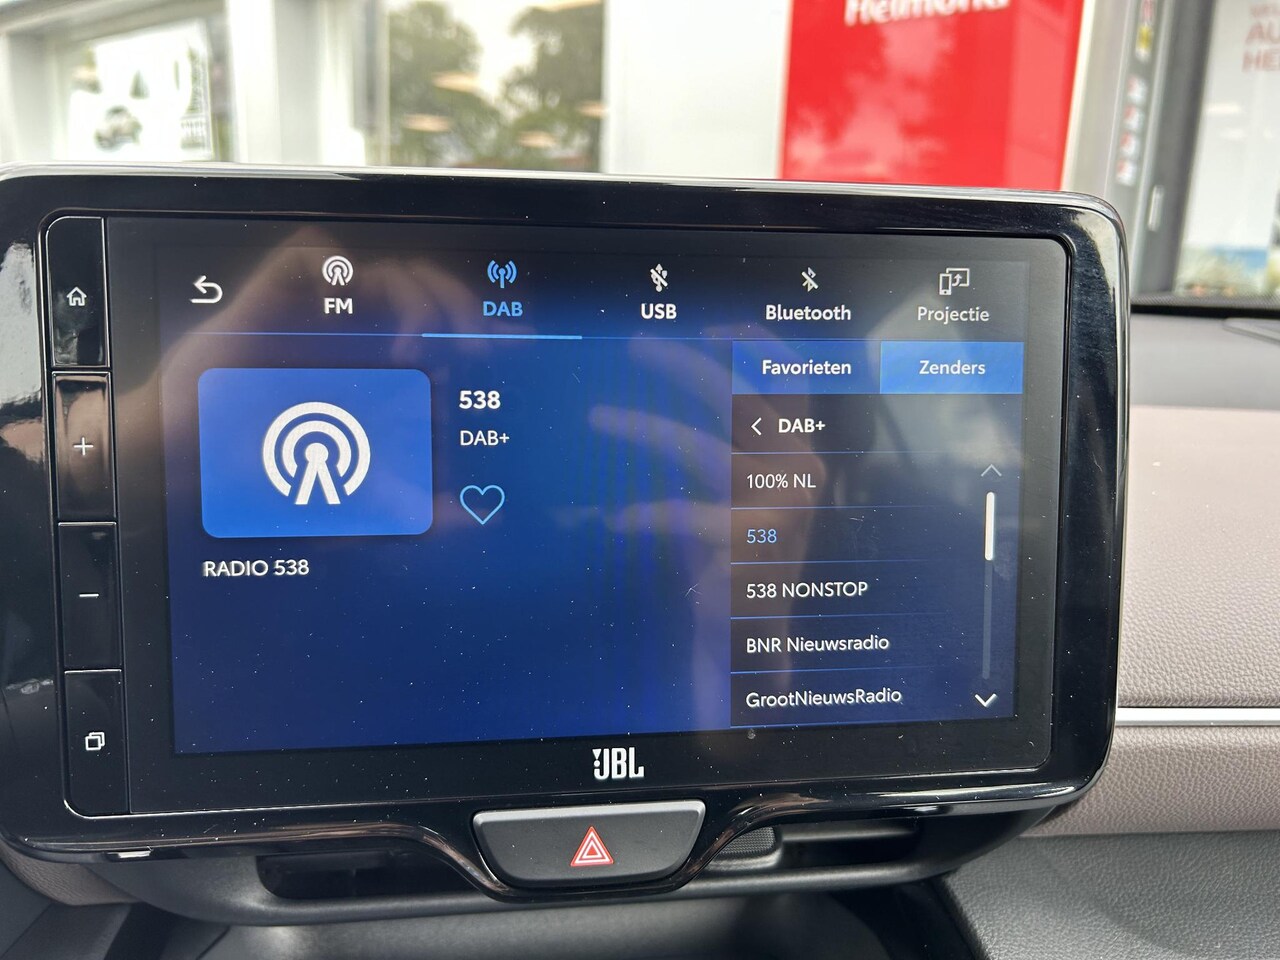 Helmond
FM
DAB
USB
Bluetooth
Projectie
538
DAB+
RADIO 538
Favorieten
Zenders
DAB+
100% NL
538
538 NONSTOP
BNR Nieuwsradio
GrootNieuwsRadio
JBL